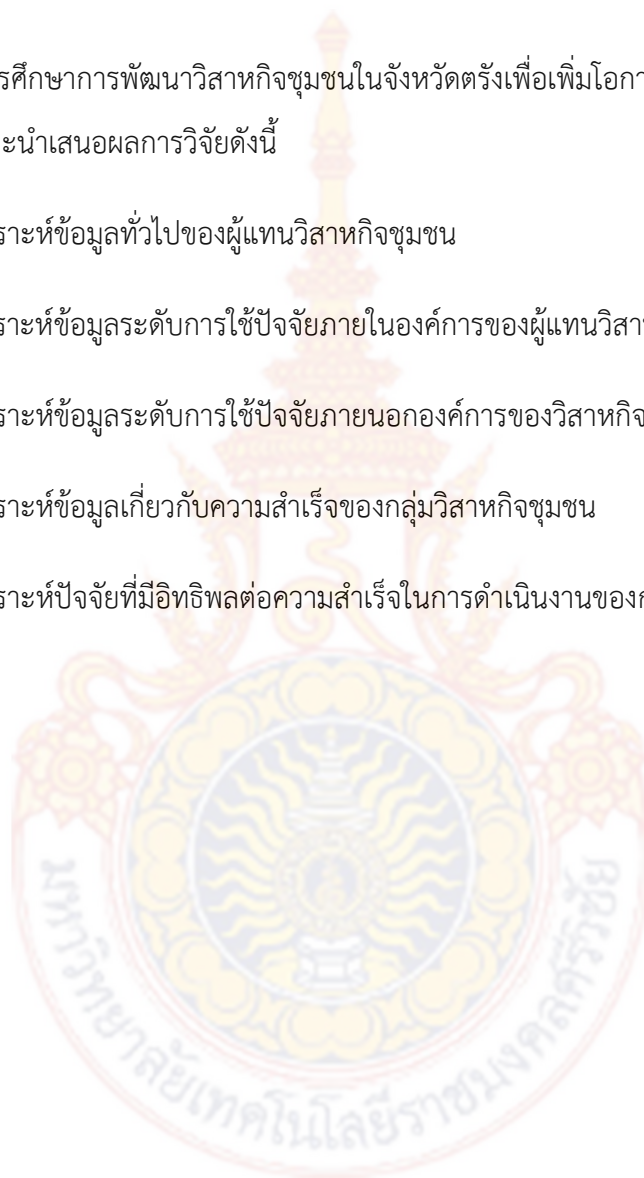 รศึกษาการพัฒนาวิสาหกิจชุมชนในจังหวัดตรังเพื่อเพิ่มโอกา
ะนำเสนอผลการวิจัยดังนี้
ราะห์ข้อมูลทั่วไปของผู้แทนวิสาหกิจชุมชน
ราะห์ข้อมูลระดับการใช้ปัจจัยภายในองค์การของผู้แทนวิสาห
ราะห์ข้อมูลระดับการใช้ปัจจัยภายนอกองค์การของวิสาหกิจ
ราะห์ข้อมูลเกี่ยวกับความสำเร็จของกลุ่มวิสาหกิจชุมชน
ราะห์ปัจจัยที่มีอิทธิพลต่อความสำเร็จในการดำเนินงานของก
มหาวิทยาลัยเทคโนโลยีราชมงคลศรีวิชัย